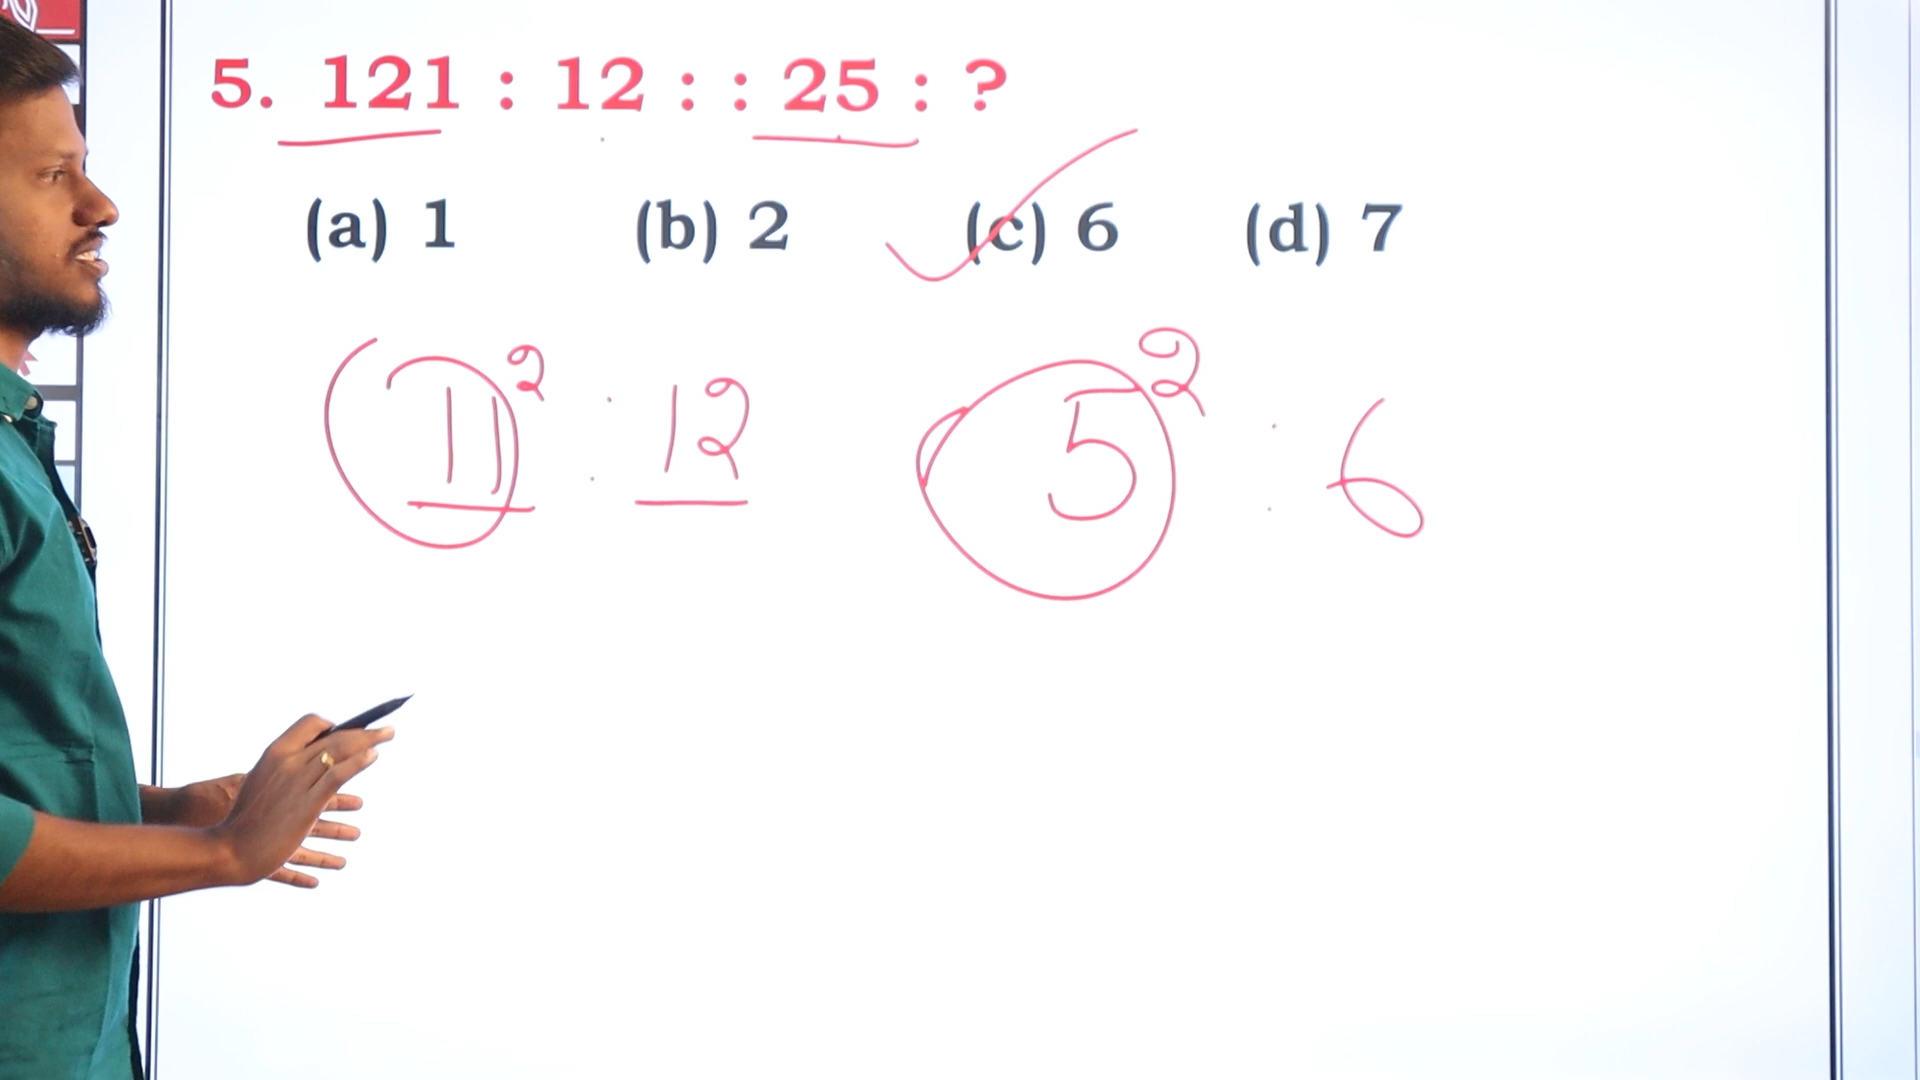 5. 121 : 12 : : 25 : ?
(a) 1 (b) 2 (c) 6 (d) 7
11² : 12 5² : 6